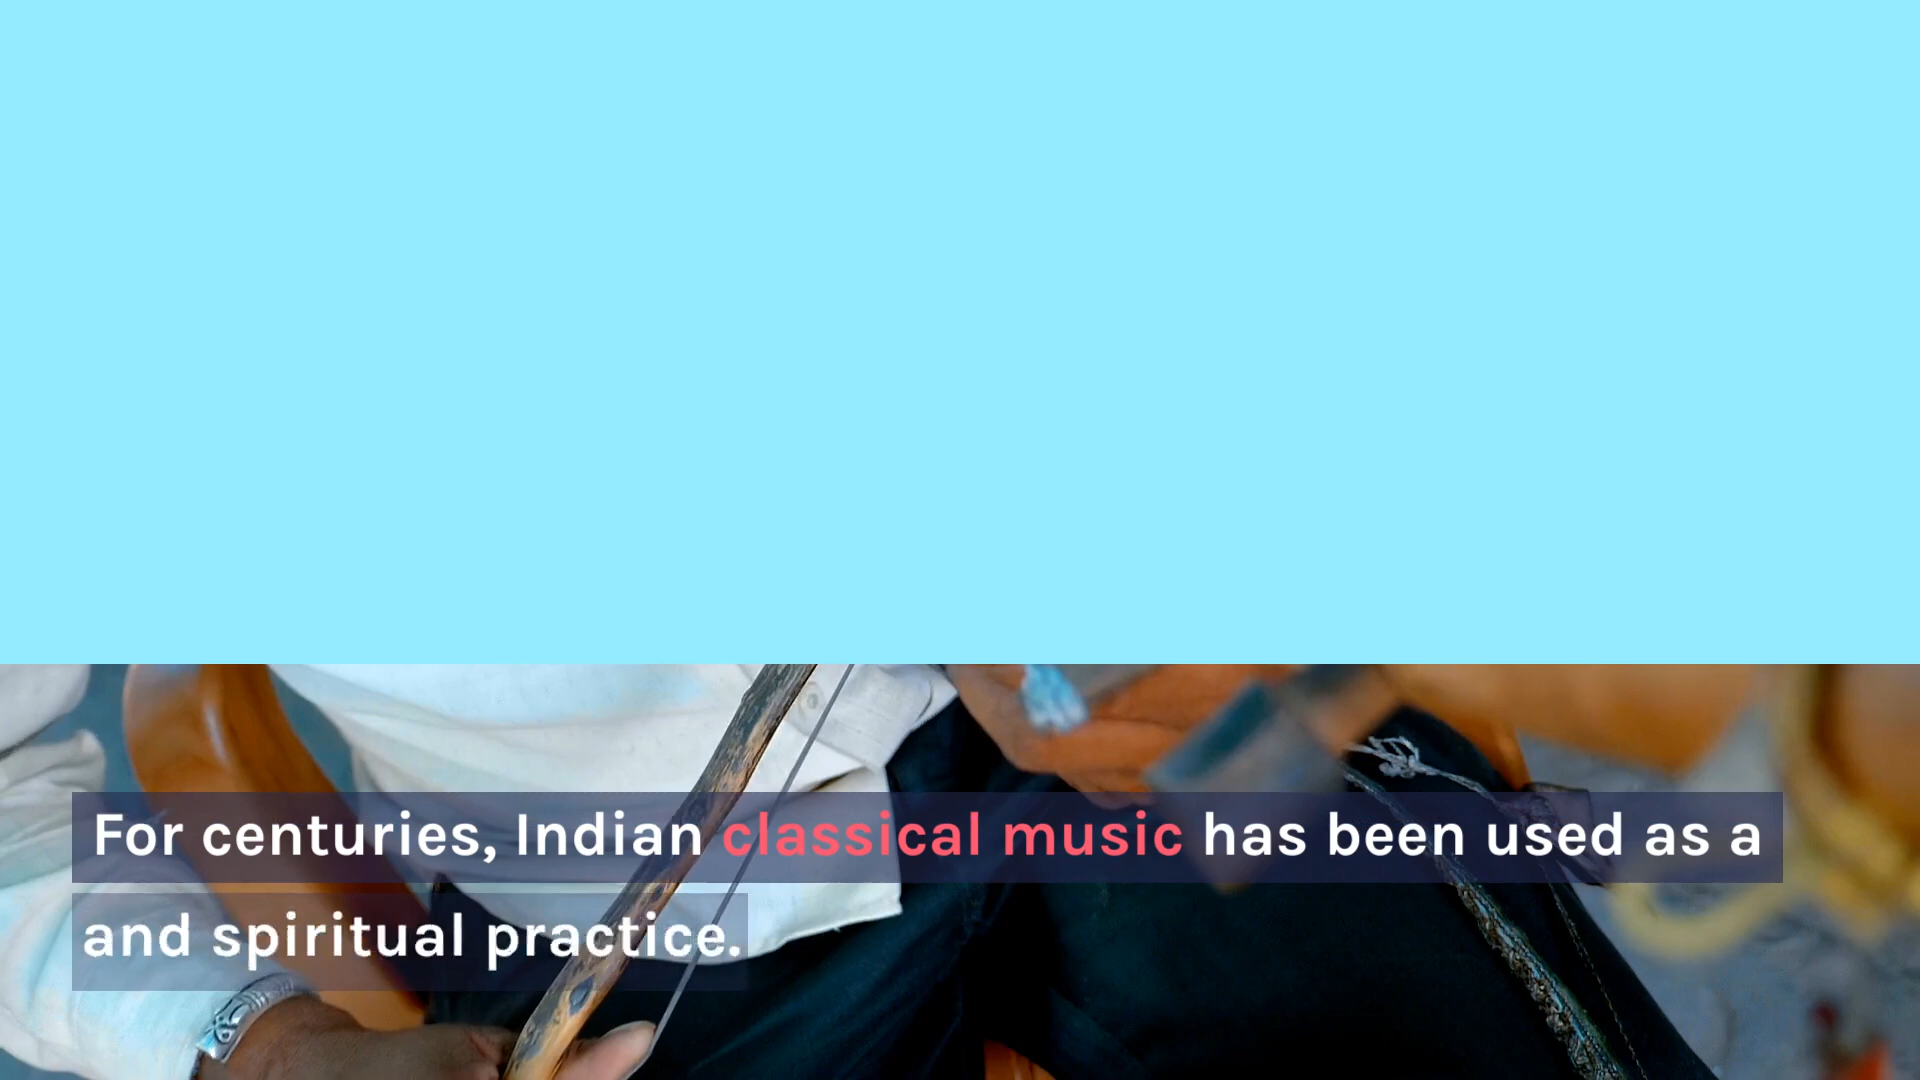 For centuries, Indian classical music has been used as a
and spiritual practice.